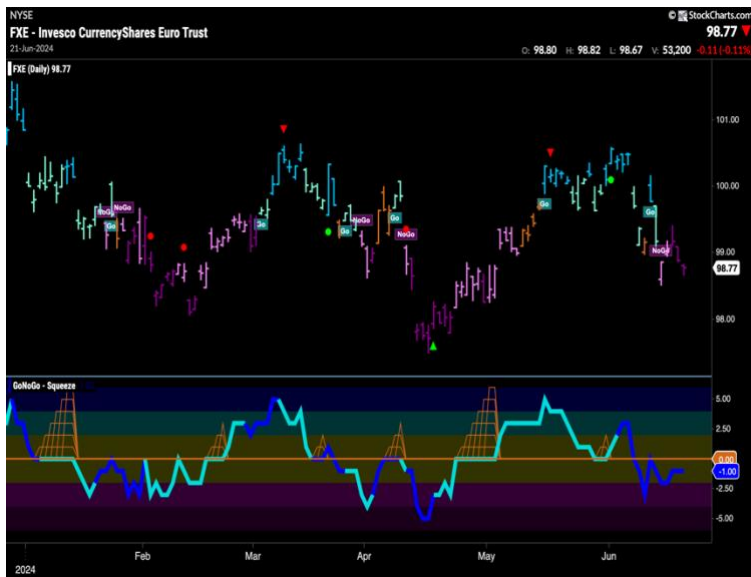 NYSE
© StockCharts.com
FXE - Invesco CurrencyShares Euro Trust
98.77
21-Jun-2024
O: 98.80 H: 98.82 L: 98.67 V: 53,200 -0.11 (-0.11%)
FXE (Daily) 98.77
101.00
100.00
NoGo NoGo
Go
Go
Go
NoGo
Go
NoGo
Go
Go
NoGo
99.00
98.77
98.00
GoNoGo - Squeeze
5.00
2.50
0.00
-1.00
-2.50
-5.00
Feb Mar Apr May Jun
2024